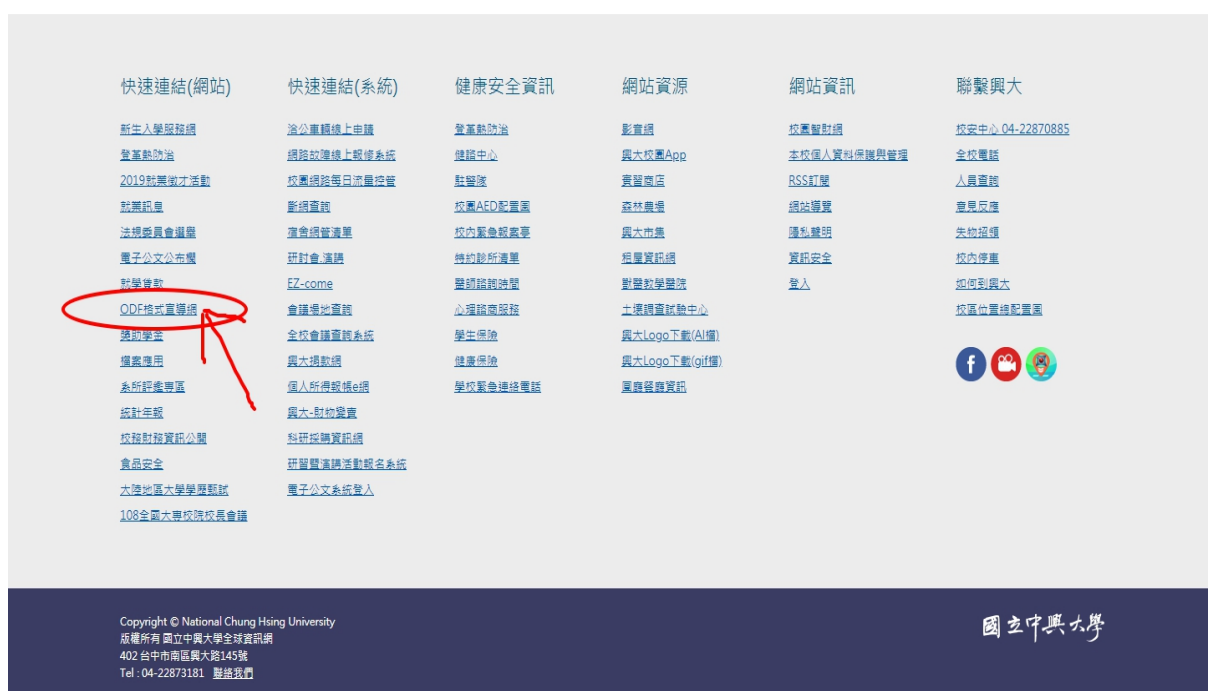 快速連結(網站)
新生入學服務網
登革熱防治
2019就業徵才活動
就業訊息
法規委員會選舉
電子公文公布欄
就學貸款
ODF格式宣導網
獎助學金
檔案應用
系所評鑑專區
統計年報
校務財務資訊公開
食品安全
大陸地區大學學歷甄試
108全國大專校院校長會議
快速連結(系統)
洽公車輛線上申請
網路故障線上報修系統
校園網路每日流量控管
斷網查詢
宿舍網管清單
研討會.演講
EZ-come
會議場地查詢
全校會議查詢系統
興大捐款網
個人所得報帳e網
興大-財物變賣
科研採購資訊網
研習暨演講活動報名系統
電子公文系統登入
健康安全資訊
登革熱防治
健諮中心
駐警隊
校園AED配置圖
校內緊急報案亭
特約診所清單
醫師諮詢時間
心理諮商服務
學生保險
健康保險
學校緊急連絡電話
網站資源
影音網
興大校園App
實習商店
森林農場
興大市集
租屋資訊網
獸醫教學醫院
土壤調查試驗中心
興大Logo下載(AI檔)
興大Logo下載(gif檔)
圓廳餐廳資訊
網站資訊
校園智財網
本校個人資料保護與管理
RSS訂閱
網站導覽
隱私聲明
資訊安全
登入
聯繫興大
校安中心 04-22870885
全校電話
人員查詢
意見反應
失物招領
校內停車
如何到興大
校區位置總配置圖
f
Copyright © National Chung Hsing University
版權所有 國立中興大學全球資訊網
402 台中市南區興大路145號
Tel : 04-22873181 聯絡我們
國立中興大學